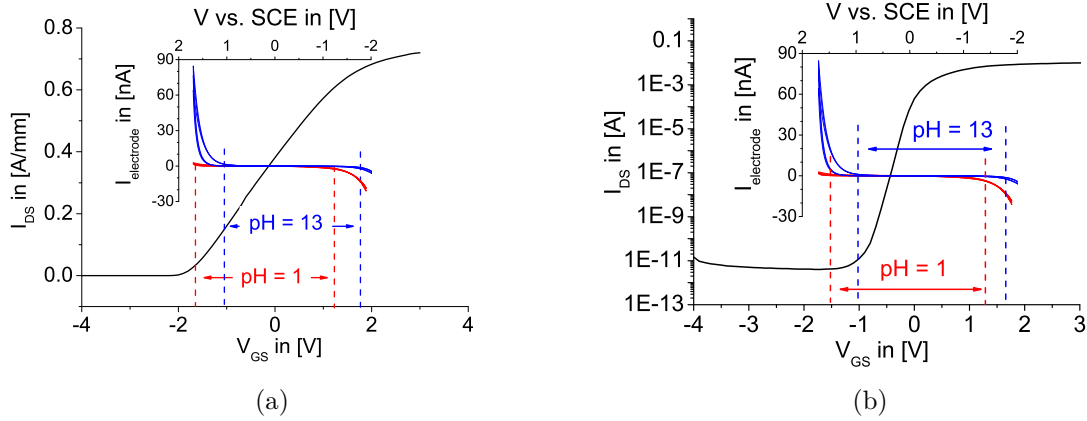 V vs. SCE in [V]
2 1 0 -1 -2
0.8
0.6
0.4
0.2
0.0
I_DS in [A/mm]
90
60
30
0
-30
I_electrode in [nA]
pH = 13
pH = 1
-4 -2 0 2 4
V_GS in [V]
(a)
V vs. SCE in [V]
2 1 0 -1 -2
0.1
1E-3
1E-5
1E-7
1E-9
1E-11
1E-13
I_DS in [A]
90
60
30
0
-30
I_electrode in [nA]
pH = 13
pH = 1
-4 -3 -2 -1 0 1 2 3
V_GS in [V]
(b)